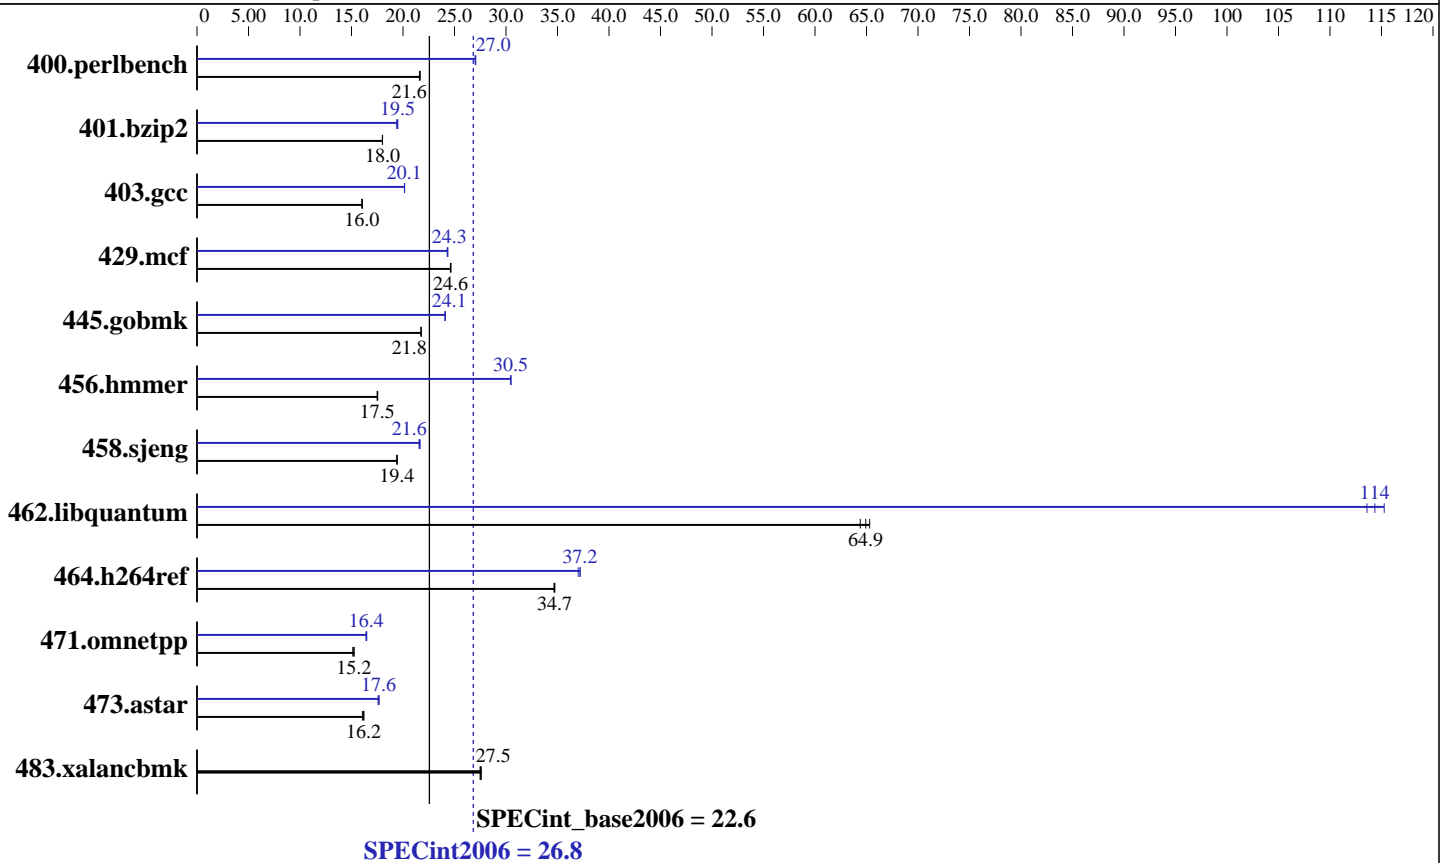 0 5.00 10.0 15.0 20.0 25.0 30.0 35.0 40.0 45.0 50.0 55.0 60.0 65.0 70.0 75.0 80.0 85.0 90.0 95.0 100 105 110 115 120
400.perlbench
27.0
21.6
401.bzip2
19.5
18.0
403.gcc
20.1
16.0
429.mcf
24.3
24.6
445.gobmk
24.1
21.8
456.hmmer
30.5
17.5
458.sjeng
21.6
19.4
462.libquantum
114
64.9
464.h264ref
37.2
34.7
471.omnetpp
16.4
15.2
473.astar
17.6
16.2
483.xalancbmk
27.5
SPECint_base2006 = 22.6
SPECint2006 = 26.8